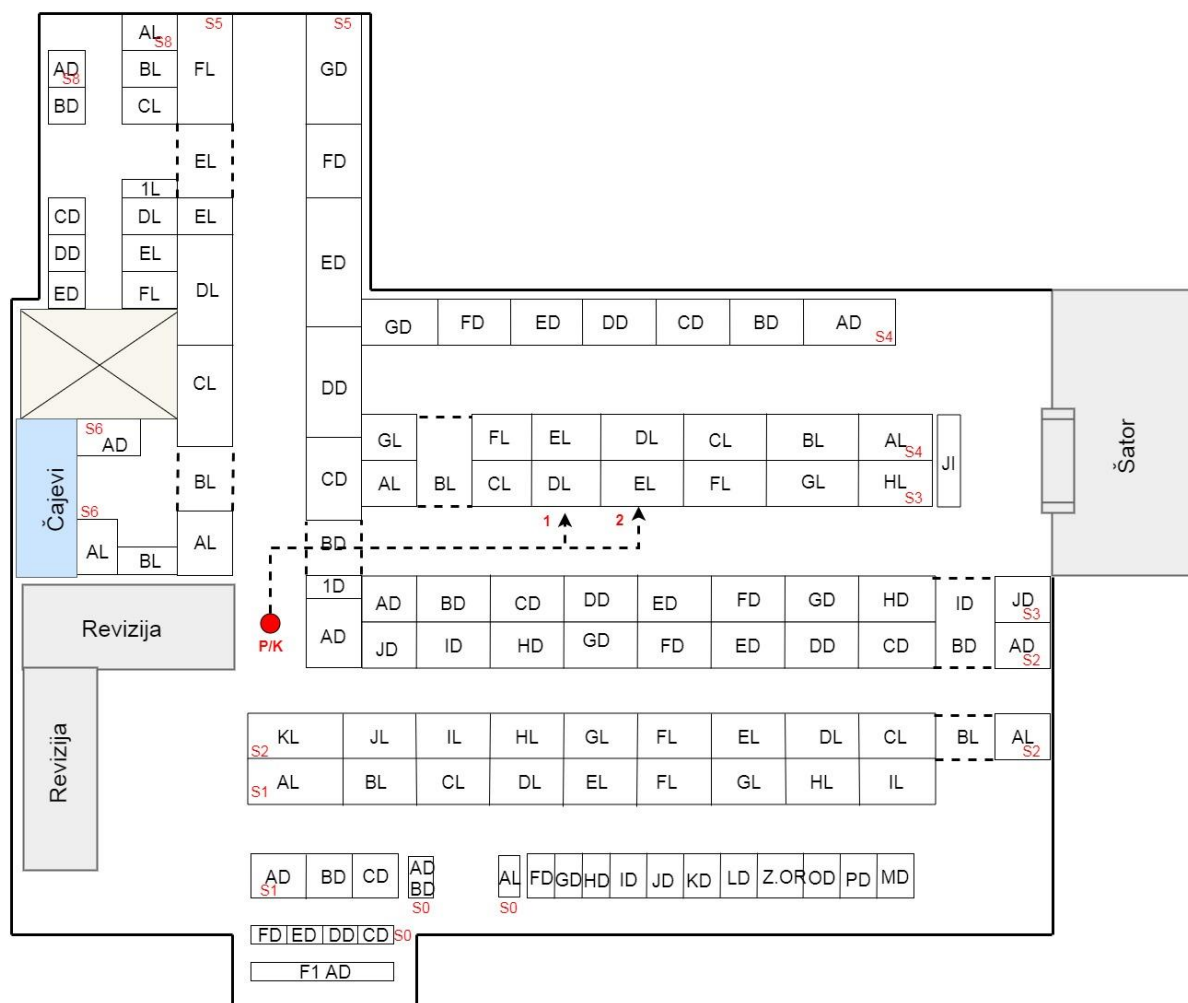 AL S8 S5 S5
AD S8 BL FL GD
BD CL
EL FD
1L
CD DL EL
DD EL ED
ED FL DL
GD FD ED DD CD BD AD S4
CL DD
S6 AD
GL FL EL DL CL BL AL S4
Čajevi BL CD AL BL CL DL EL FL GL HL S3 JI Šator
S6 1 2
AL BL AL BD
1D
AD BD CD DD ED FD GD HD ID JD S3
Revizija P/K AD
JD ID HD GD FD ED DD CD BD AD S2
S2 KL JL IL HL GL FL EL DL CL BL AL S2
Revizija
S1 AL BL CL DL EL FL GL HL IL
AD S1 BD CD AD BD S0 AL S0 FD GD HD ID JD KD LD Z.OR OD PD MD
FD ED DD CD S0
F1 AD